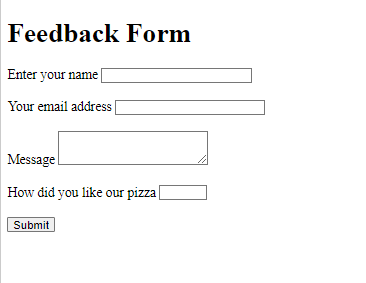 Feedback Form
Enter your name
Your email address
Message
How did you like our pizza
Submit